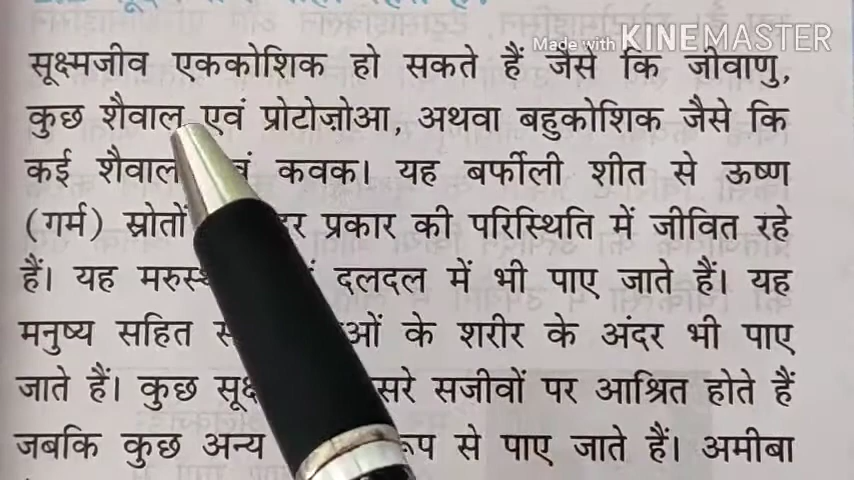 Made with KINEMASTER
सूक्ष्मजीव एककोशिक हो सकते हैं जैसे कि जीवाणु,
कुछ शैवाल एवं प्रोटोज़ोआ, अथवा बहुकोशिक जैसे कि
कई शैवाल कवक। यह बर्फीली शीत से ऊष्ण
(गर्म) स्रोतों प्रकार की परिस्थिति में जीवित रहे
हैं। यह दलदल में भी पाए जाते हैं। यह
मनुष्य सहित के शरीर के अंदर भी पाए
जाते हैं। कुछ सजीवों पर आश्रित होते हैं
जबकि कुछ अन्य रूप से पाए जाते हैं। अमीबा